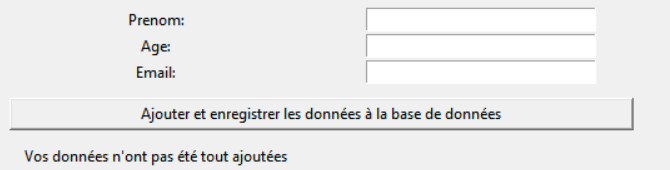 Prenom:
Age:
Email:
Ajouter et enregistrer les données à la base de données
Vos données n'ont pas été tout ajoutées